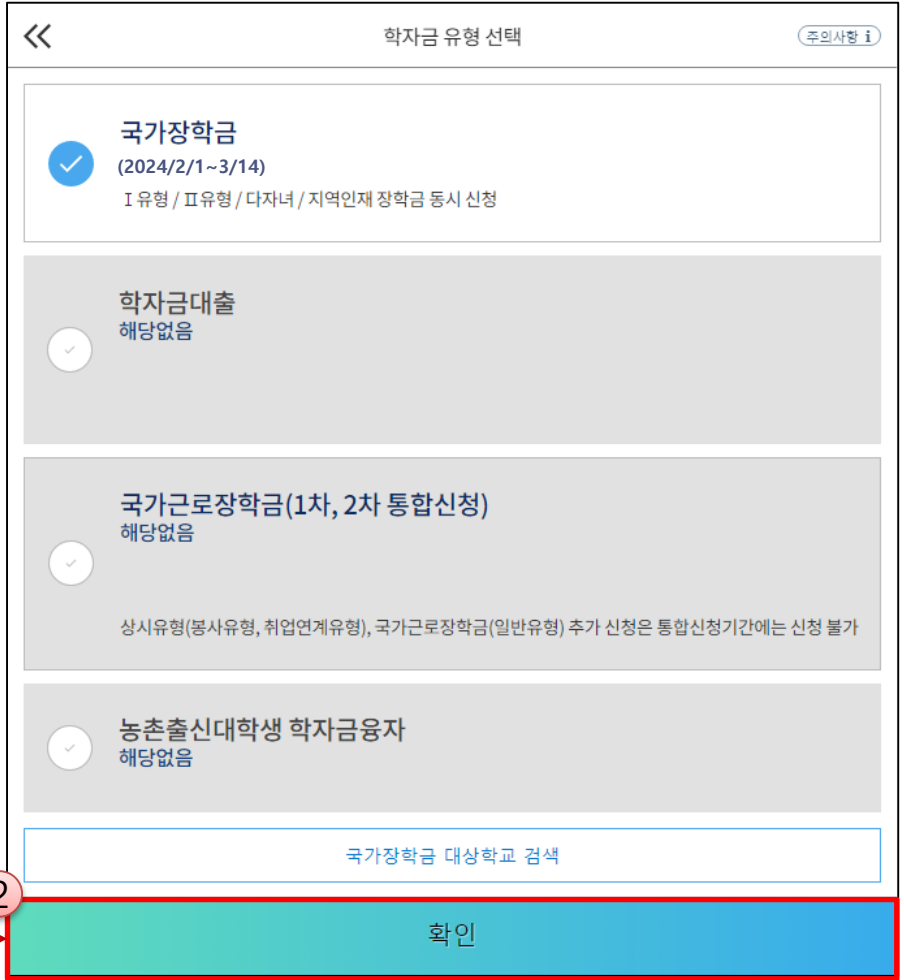 학자금 유형 선택
주의사항 i
국가장학금
(2024/2/1~3/14)
Ⅰ유형 / Ⅱ유형 / 다자녀 / 지역인재 장학금 동시 신청
학자금대출
해당없음
국가근로장학금(1차, 2차 통합신청)
해당없음
상시유형(봉사유형, 취업연계유형), 국가근로장학금(일반유형) 추가 신청은 통합신청기간에는 신청 불가
농촌출신대학생 학자금융자
해당없음
국가장학금 대상학교 검색
2
확인